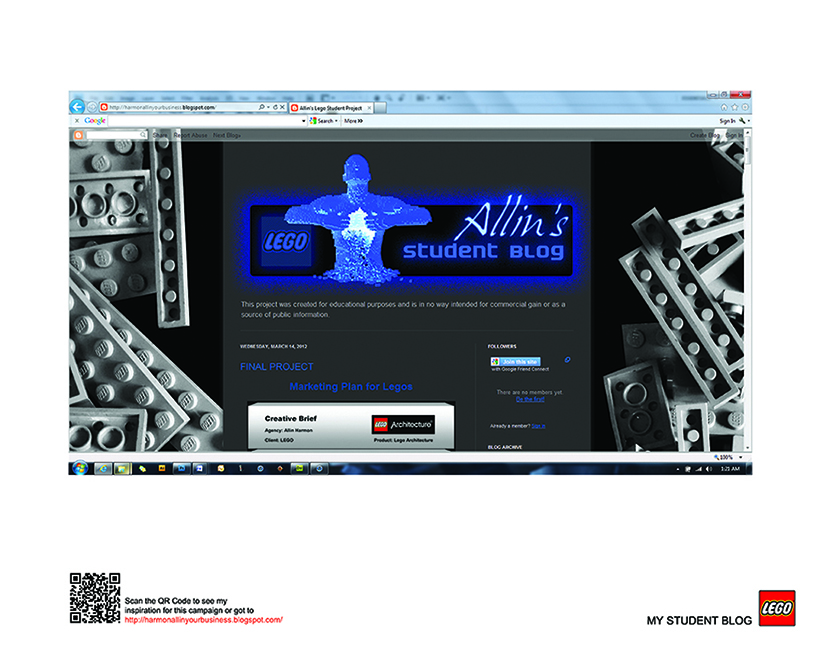 http://harmonallinyourbusiness.blogspot.com/
Allin's Lego Student Project
x Google
Search
More >>
Sign In
Share Report Abuse Next Blog»
Create Blog Sign In
LEGO
Allin's
student BLOG
This project was created for educational purposes and is in no way intended for commercial gain or as a
source of public information.
WEDNESDAY, MARCH 14, 2012
FINAL PROJECT
Marketing Plan for Legos
Creative Brief
Agency: Allin Harmon
Client: LEGO
LEGO Architecture
Product: Lego Architecture
FOLLOWERS
Join this site
with Google Friend Connect
There are no members yet.
Be the first!
Already a member? Sign in
BLOG ARCHIVE
100%
1:21 AM
Scan the QR Code to see my
inspiration for this campaign or got to
http://harmonallinyourbusiness.blogspot.com/
MY STUDENT BLOG
LEGO